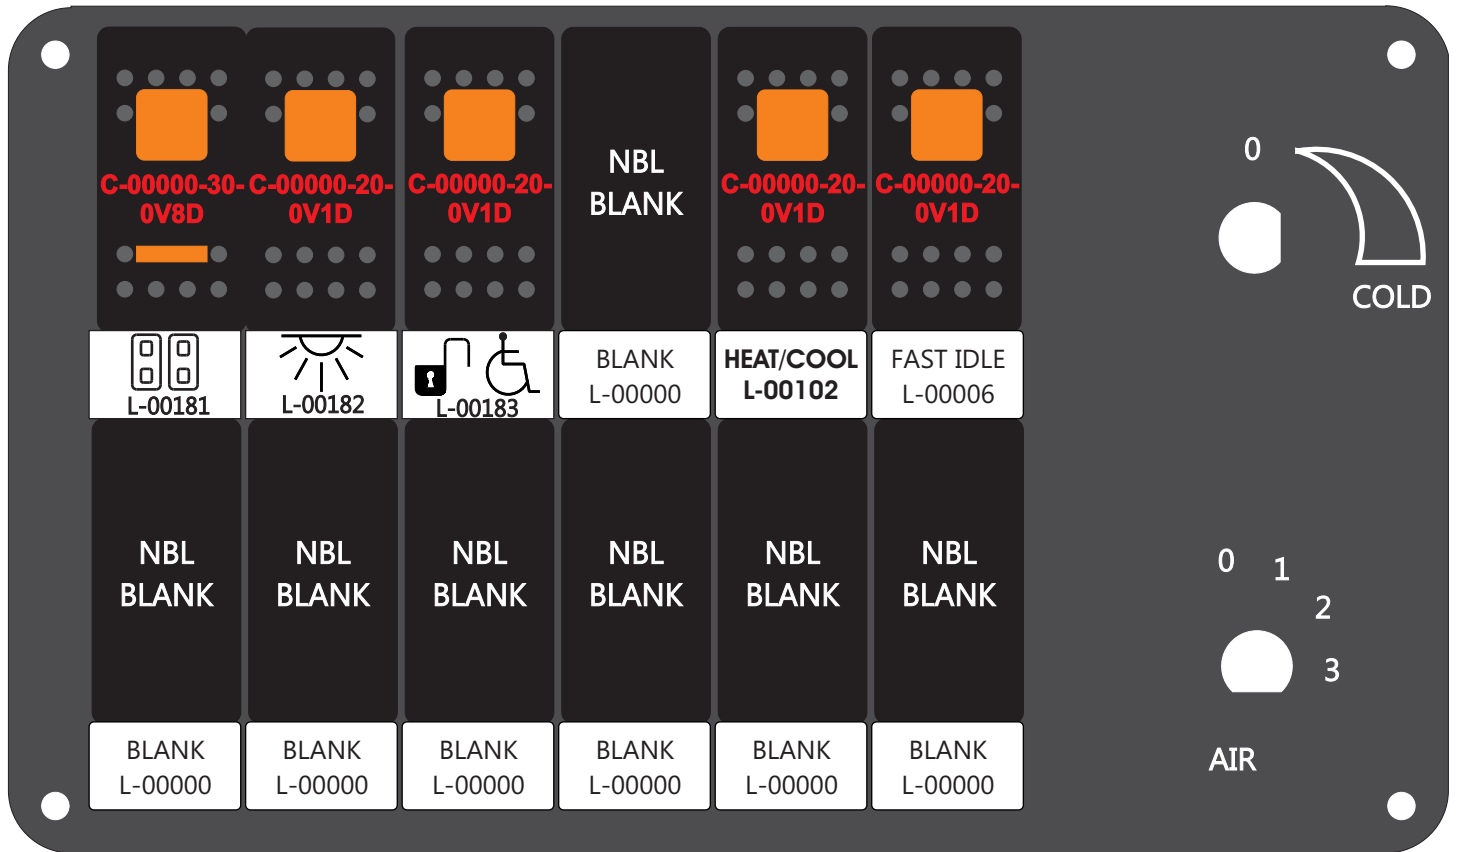 C-00000-30-
0V8D
C-00000-20-
0V1D
C-00000-20-
0V1D
NBL
BLANK
C-00000-20-
0V1D
C-00000-20-
0V1D
0
COLD
L-00181
L-00182
L-00183
BLANK
L-00000
HEAT/COOL
L-00102
FAST IDLE
L-00006
NBL
BLANK
NBL
BLANK
NBL
BLANK
NBL
BLANK
NBL
BLANK
NBL
BLANK
0
1
2
3
AIR
BLANK
L-00000
BLANK
L-00000
BLANK
L-00000
BLANK
L-00000
BLANK
L-00000
BLANK
L-00000